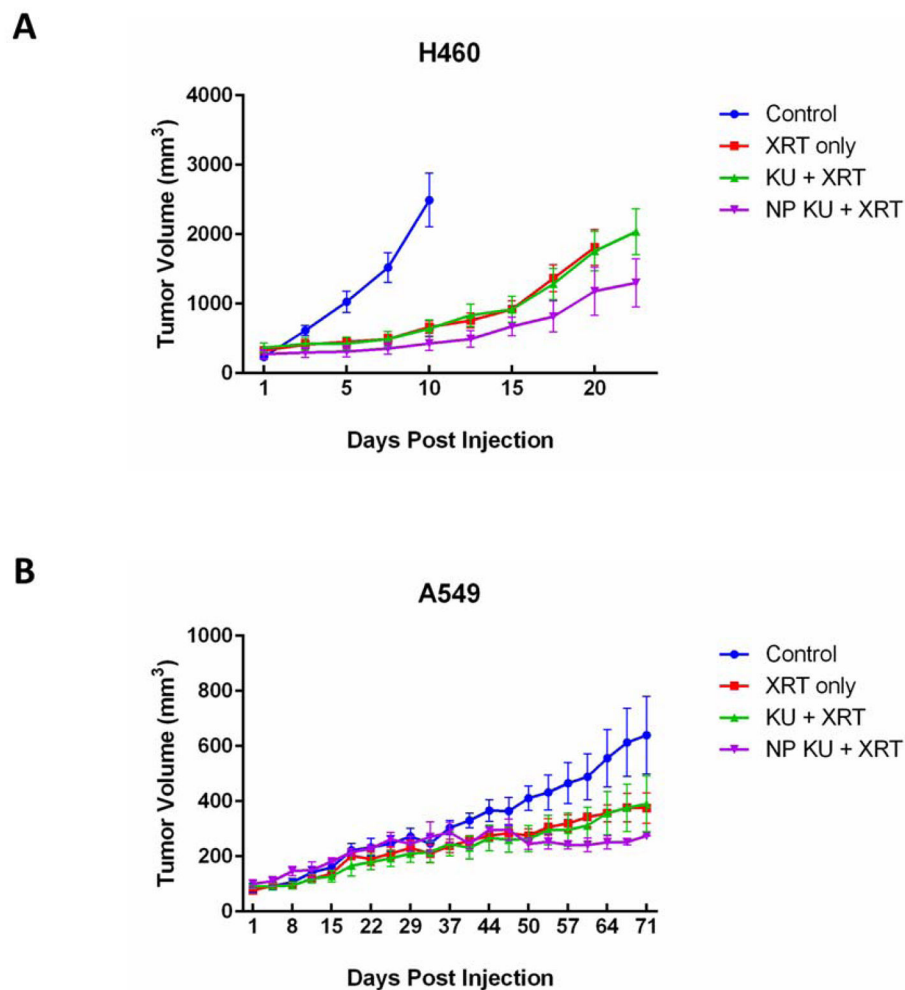 A
H460
4000
3000
2000
1000
0
Tumor Volume (mm³)
1 5 10 15 20
Days Post Injection
Control
XRT only
KU + XRT
NP KU + XRT
B
A549
1000
800
600
400
200
0
Tumor Volume (mm³)
1 8 15 22 29 37 44 50 57 64 71
Days Post Injection
Control
XRT only
KU + XRT
NP KU + XRT